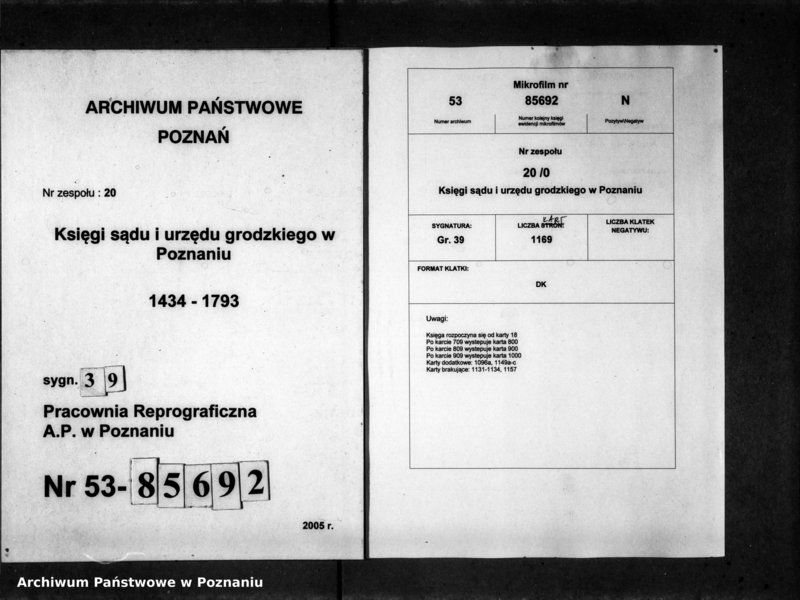 ARCHIWUM PAŃSTWOWE
POZNAŃ
Nr zespołu : 20
Księgi sądu i urzędu grodzkiego w
Poznaniu
1434 - 1793
sygn. 39
Pracownia Reprograficzna
A.P. w Poznaniu
Nr 53-85692
2005 r.
Mikrofilm nr
53 85692 N
Numer archiwum Numer kolejny księgi Pozytyw/Negatyw
ewidencji mikrofilmów
Nr zespołu
20 /0
Księgi sądu i urzędu grodzkiego w Poznaniu
KART
SYGNATURA: LICZBA STRON: LICZBA KLATEK
NEGATYWU:
Gr. 39 1169
FORMAT KLATKI:
DK
Uwagi:
Księga rozpoczyna się od karty 18
Po karcie 709 wystepuje karta 800
Po karcie 809 wystepuje karta 900
Po karcie 909 wystepuje karta 1000
Karty dodatkowe: 1096a, 1149a-c
Karty brakujące: 1131-1134, 1157
Archiwum Państwowe w Poznaniu